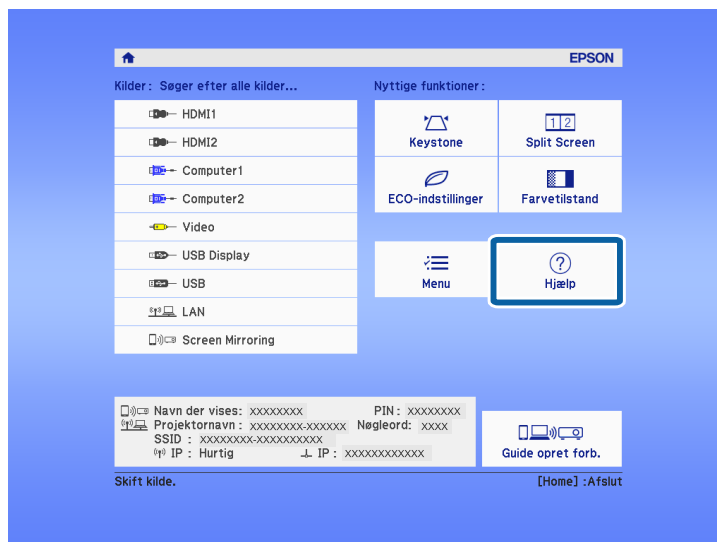 EPSON
Kilder: Søger efter alle kilder...
HDMI1
HDMI2
Computer1
Computer2
Video
USB Display
USB
LAN
Screen Mirroring
Nyttige funktioner:
Keystone
1 2
Split Screen
ECO-indstillinger
Farvetilstand
Menu
?
Hjælp
Navn der vises: XXXXXXXX PIN: XXXXXXXX
Projektornavn: XXXXXXXX-XXXXXX Nøgleord: XXXX
SSID : XXXXXXXX-XXXXXXXXXX
IP : Hurtig IP : XXXXXXXXXXXX
Guide opret forb.
Skift kilde. [Home] :Afslut